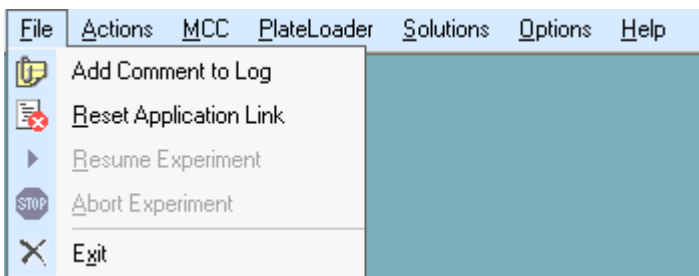 File Actions MCC PlateLoader Solutions Options Help
Add Comment to Log
Reset Application Link
Resume Experiment
STOP Abort Experiment
Exit